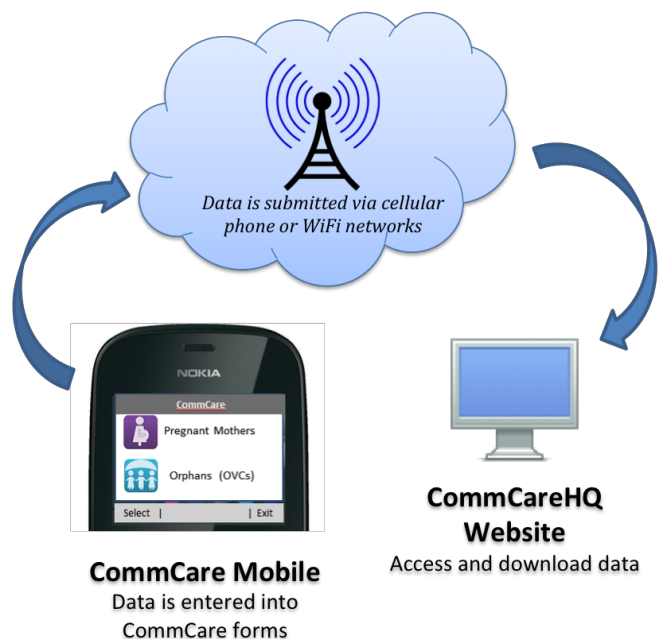 Data is submitted via cellular
phone or WiFi networks
NOKIA
CommCare
Pregnant Mothers
Orphans (OVCs)
Select | | Exit
CommCare Mobile
Data is entered into
CommCare forms
CommCareHQ
Website
Access and download data